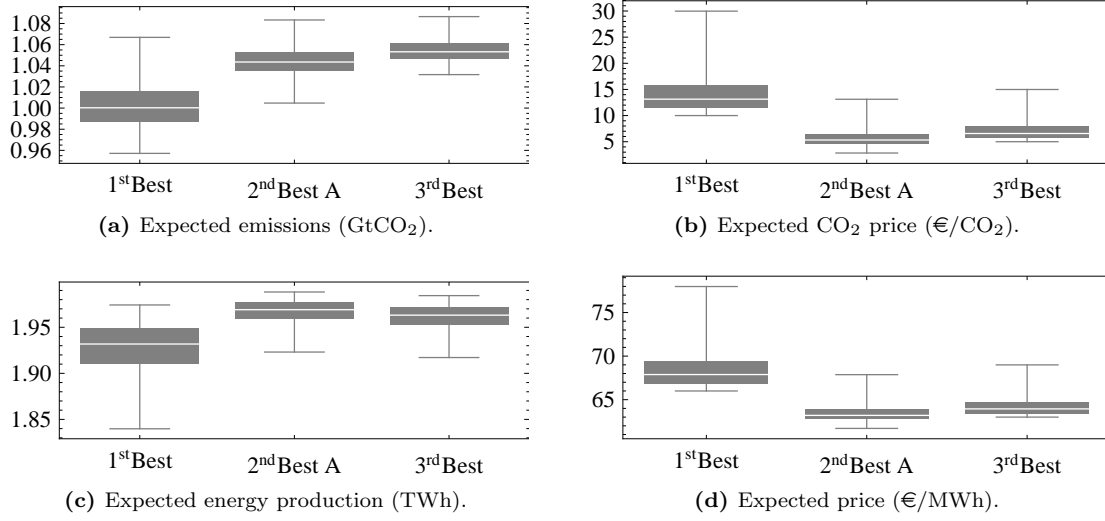 1.08
1.06
1.04
1.02
1.00
0.98
0.96
1ˢᵗBest
2ⁿᵈBest A
3ʳᵈBest
(a) Expected emissions (GtCO₂).
30
25
20
15
10
5
1ˢᵗBest
2ⁿᵈBest A
3ʳᵈBest
(b) Expected CO₂ price (€/CO₂).
1.95
1.90
1.85
1ˢᵗBest
2ⁿᵈBest A
3ʳᵈBest
(c) Expected energy production (TWh).
75
70
65
1ˢᵗBest
2ⁿᵈBest A
3ʳᵈBest
(d) Expected price (€/MWh).